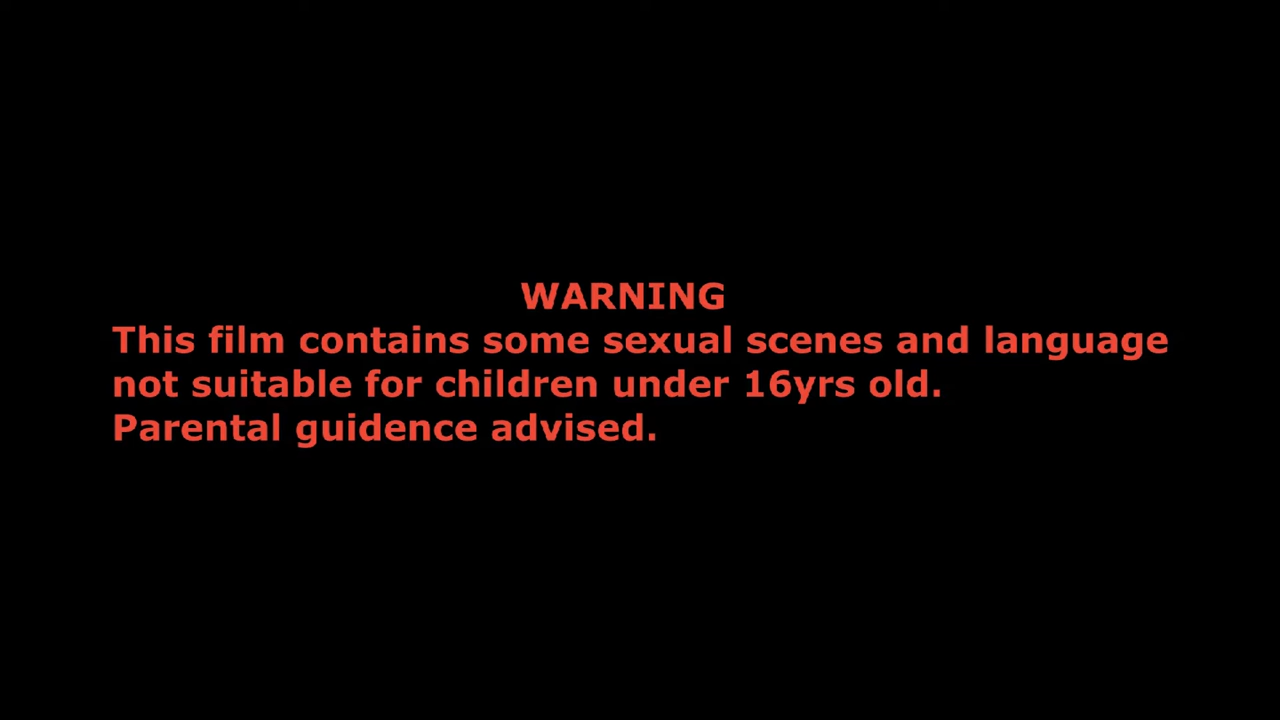 WARNING
This film contains some sexual scenes and language
not suitable for children under 16yrs old.
Parental guidence advised.